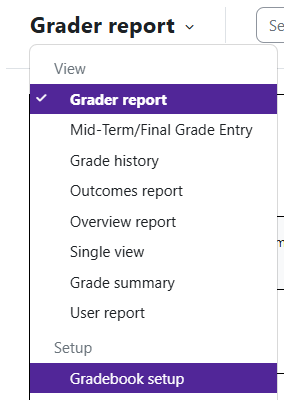 Grader report
Se
View
Grader report
Mid-Term/Final Grade Entry
Grade history
Outcomes report
Overview report
Single view
Grade summary
User report
Setup
Gradebook setup